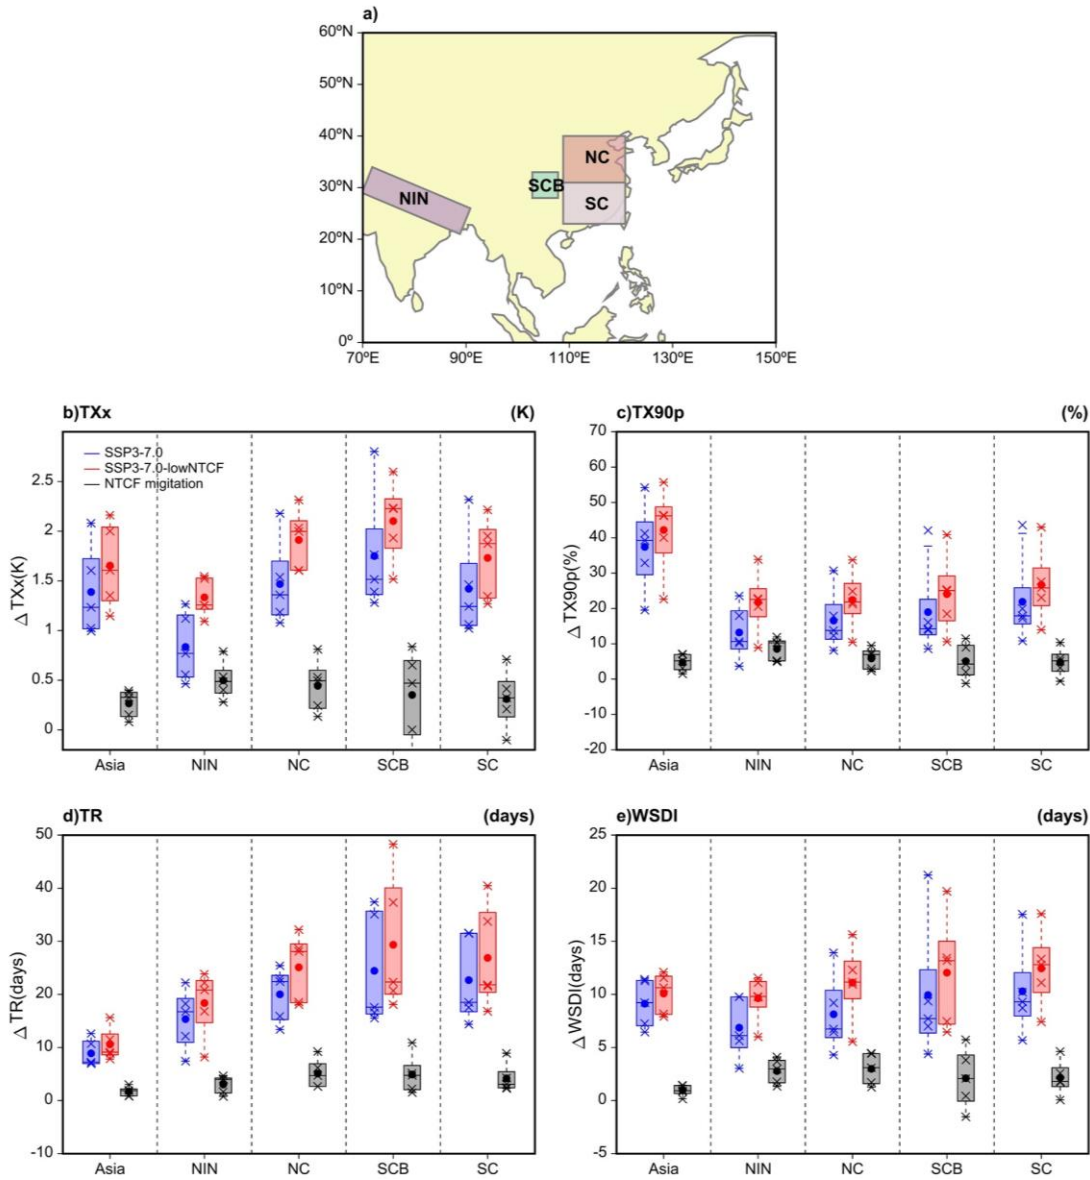 a)
60ºN
50ºN
40ºN
30ºN
20ºN
10ºN
0º
NC
SCB
NIN
SC
70ºE 90ºE 110ºE 130ºE 150ºE
b)TXx (K)
SSP3-7.0
SSP3-7.0-lowNTCF
NTCF migitation
Δ TXx(K)
2.5
2
1.5
1
0.5
0
Asia NIN NC SCB SC
c)TX90p (%)
Δ TX90p(%)
70
60
50
40
30
20
10
0
-10
-20
Asia NIN NC SCB SC
d)TR (days)
Δ TR(days)
50
40
30
20
10
0
-10
Asia NIN NC SCB SC
e)WSDI (days)
Δ WSDI(days)
25
20
15
10
5
0
-5
Asia NIN NC SCB SC